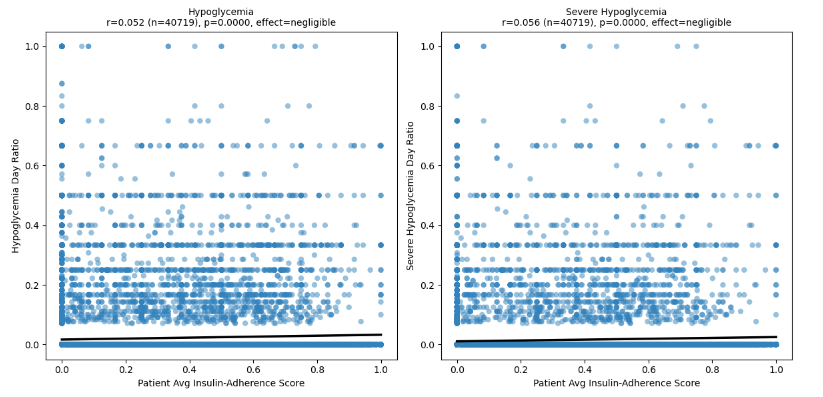 Hypoglycemia
r=0.052 (n=40719), p=0.0000, effect=negligible
Hypoglycemia Day Ratio
1.0
0.8
0.6
0.4
0.2
0.0
0.0 0.2 0.4 0.6 0.8 1.0
Patient Avg Insulin-Adherence Score
Severe Hypoglycemia
r=0.056 (n=40719), p=0.0000, effect=negligible
Severe Hypoglycemia Day Ratio
1.0
0.8
0.6
0.4
0.2
0.0
0.0 0.2 0.4 0.6 0.8 1.0
Patient Avg Insulin-Adherence Score